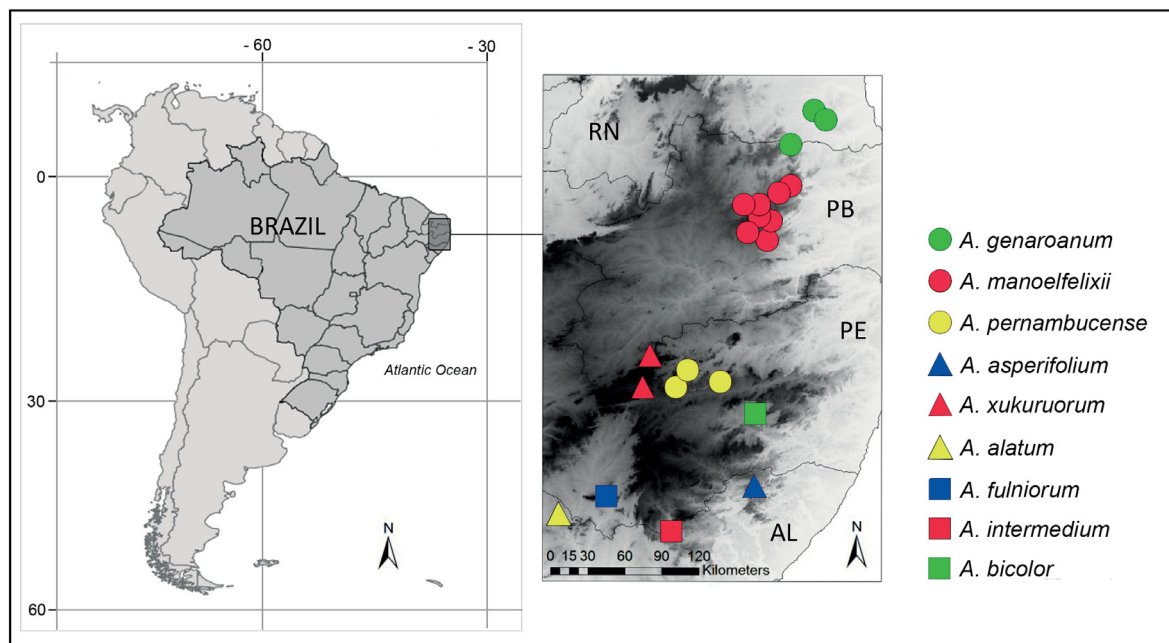 - 60
- 30
0
30
60
BRAZIL
Atlantic Ocean
N
RN
PB
PE
AL
N
0 15 30 60 90 120
Kilometers
A. genaroanum
A. manoelfelixii
A. pernambucense
A. asperifolium
A. xukuruorum
A. alatum
A. fulniorum
A. intermedium
A. bicolor